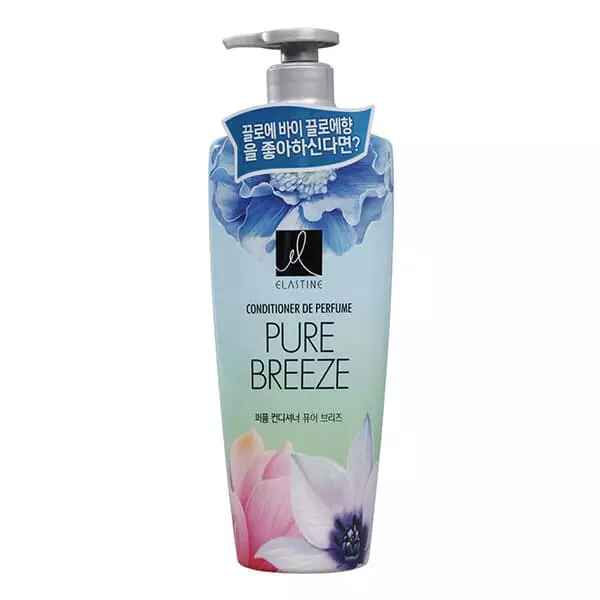 끌로에 바이 끌로에향
을 좋아하신다면?
el
ELASTINE
CONDITIONER DE PERFUME
PURE
BREEZE
퍼퓸 컨디셔너 퓨어 브리즈